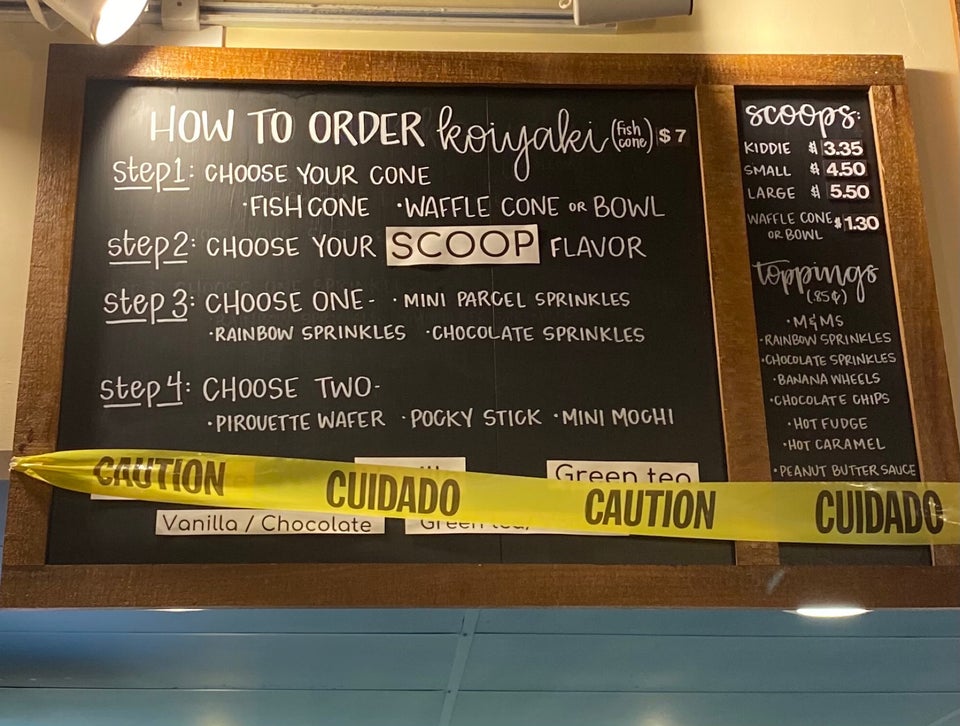 HOW TO ORDER koiyaki (fish cone) $7
step1: CHOOSE YOUR CONE
·FISH CONE ·WAFFLE CONE OR BOWL
step2: CHOOSE YOUR SCOOP FLAVOR
step 3: CHOOSE ONE- ·MINI PARCEL SPRINKLES
·RAINBOW SPRINKLES ·CHOCOLATE SPRINKLES
step 4: CHOOSE TWO-
·PIROUETTE WAFER ·POCKY STICK ·MINI MOCHI
Green tea
Vanilla / Chocolate Green tea/
scoops:
KIDDIE $3.35
SMALL $4.50
LARGE $5.50
WAFFLE CONE $1.30
OR BOWL
toppings
(.85¢)
·M&MS
·RAINBOW SPRINKLES
·CHOCOLATE SPRINKLES
·BANANA WHEELS
·CHOCOLATE CHIPS
·HOT FUDGE
·HOT CARAMEL
·PEANUT BUTTER SAUCE
CAUTION CUIDADO CAUTION CUIDADO